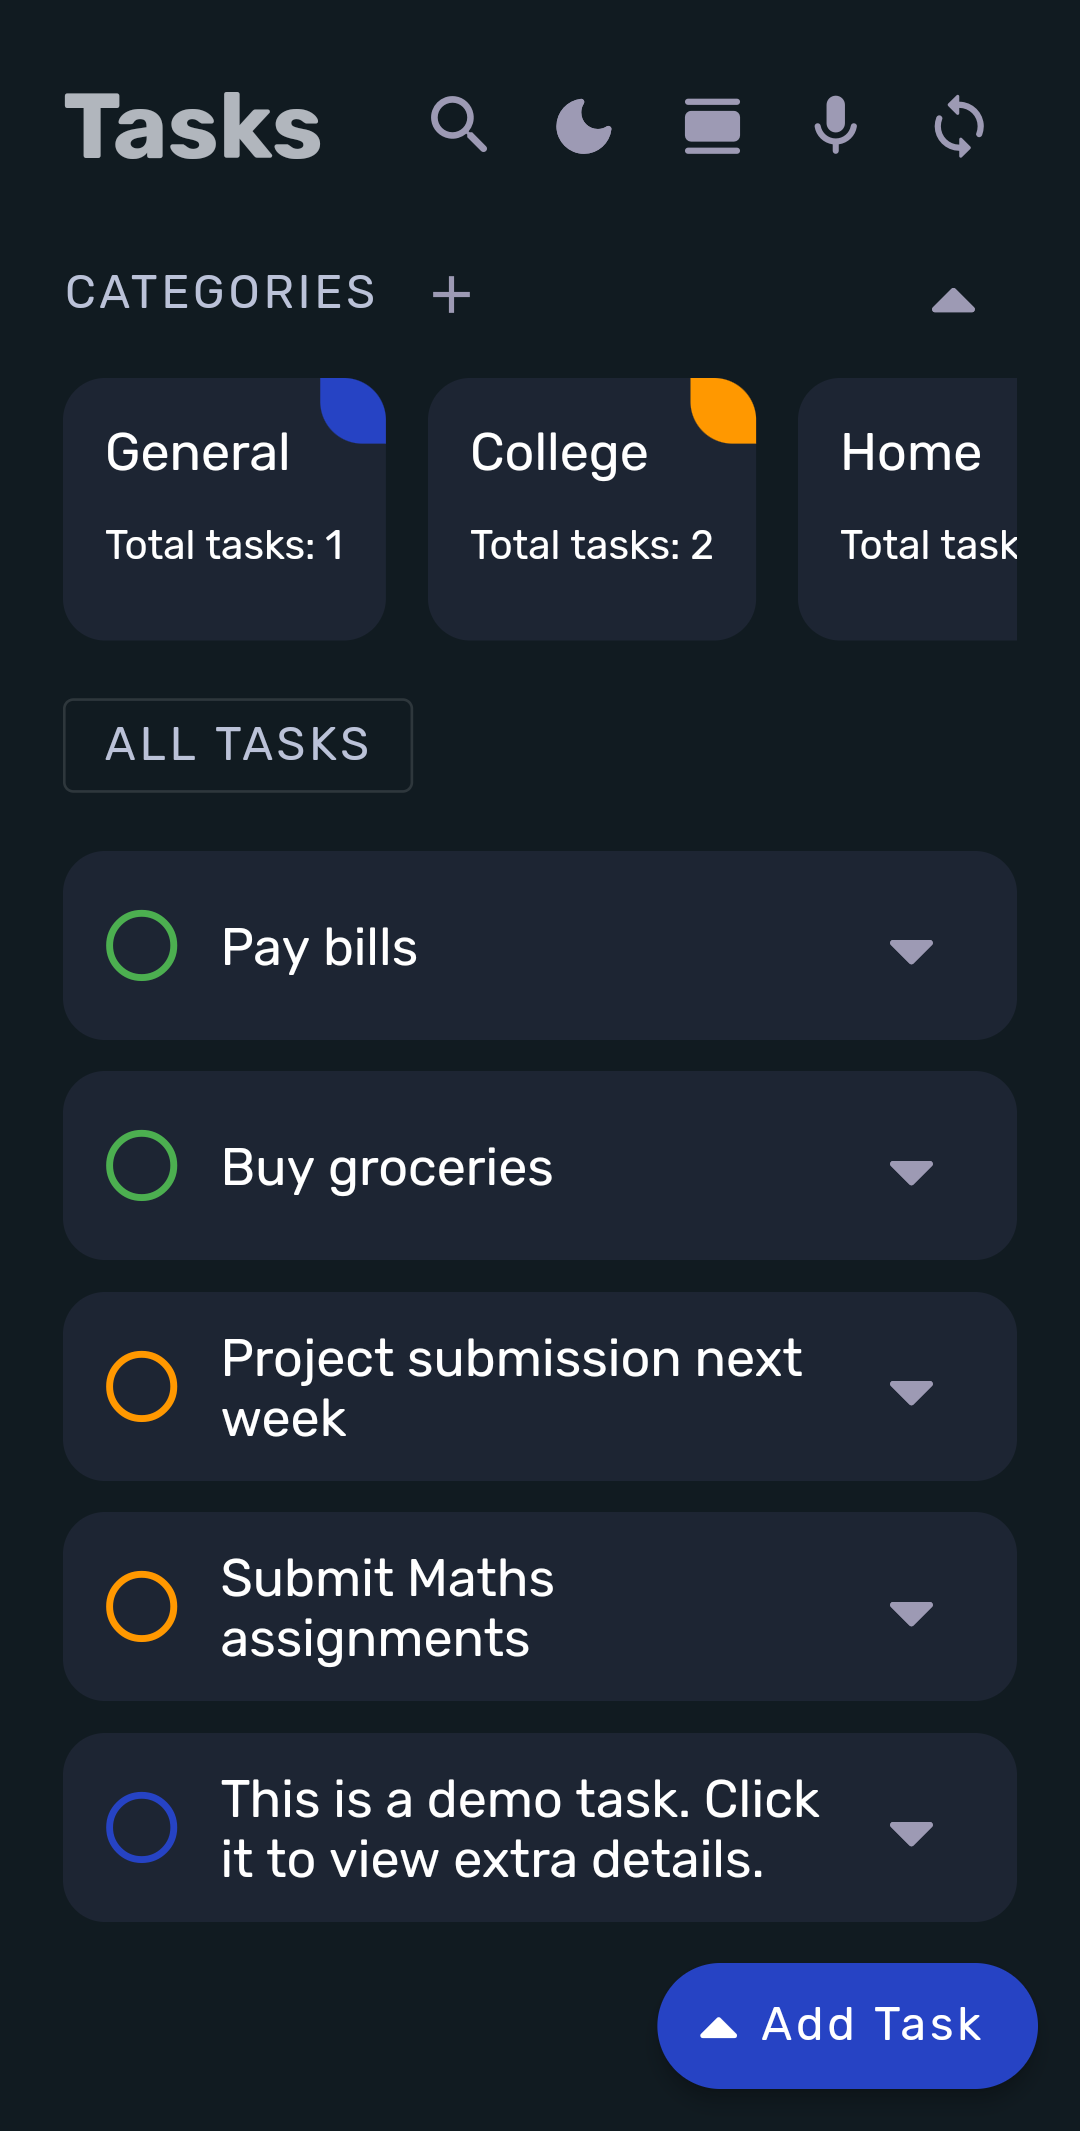 Tasks
CATEGORIES +
General
College
Home
Total tasks: 1
Total tasks: 2
Total task
ALL TASKS
Pay bills
Buy groceries
Project submission next
week
Submit Maths
assignments
This is a demo task. Click
it to view extra details.
Add Task